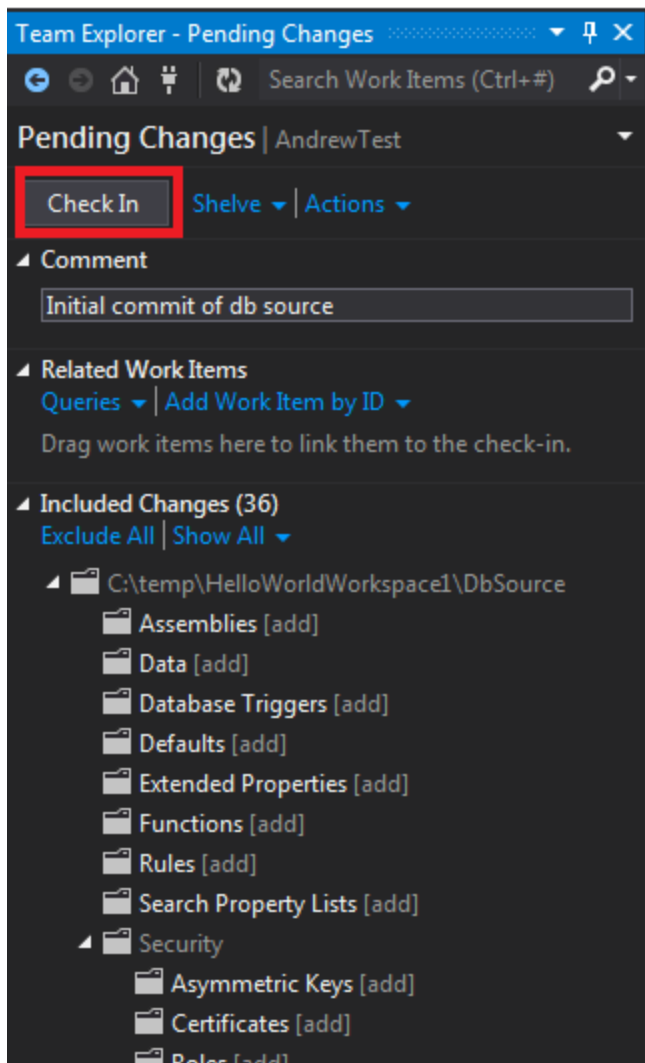 Team Explorer - Pending Changes
Search Work Items (Ctrl+#)
Pending Changes | AndrewTest
Check In Shelve | Actions
Comment
Initial commit of db source
Related Work Items
Queries | Add Work Item by ID
Drag work items here to link them to the check-in.
Included Changes (36)
Exclude All | Show All
C:\temp\HelloWorldWorkspace1\DbSource
Assemblies [add]
Data [add]
Database Triggers [add]
Defaults [add]
Extended Properties [add]
Functions [add]
Rules [add]
Search Property Lists [add]
Security
Asymmetric Keys [add]
Certificates [add]
Roles [add]